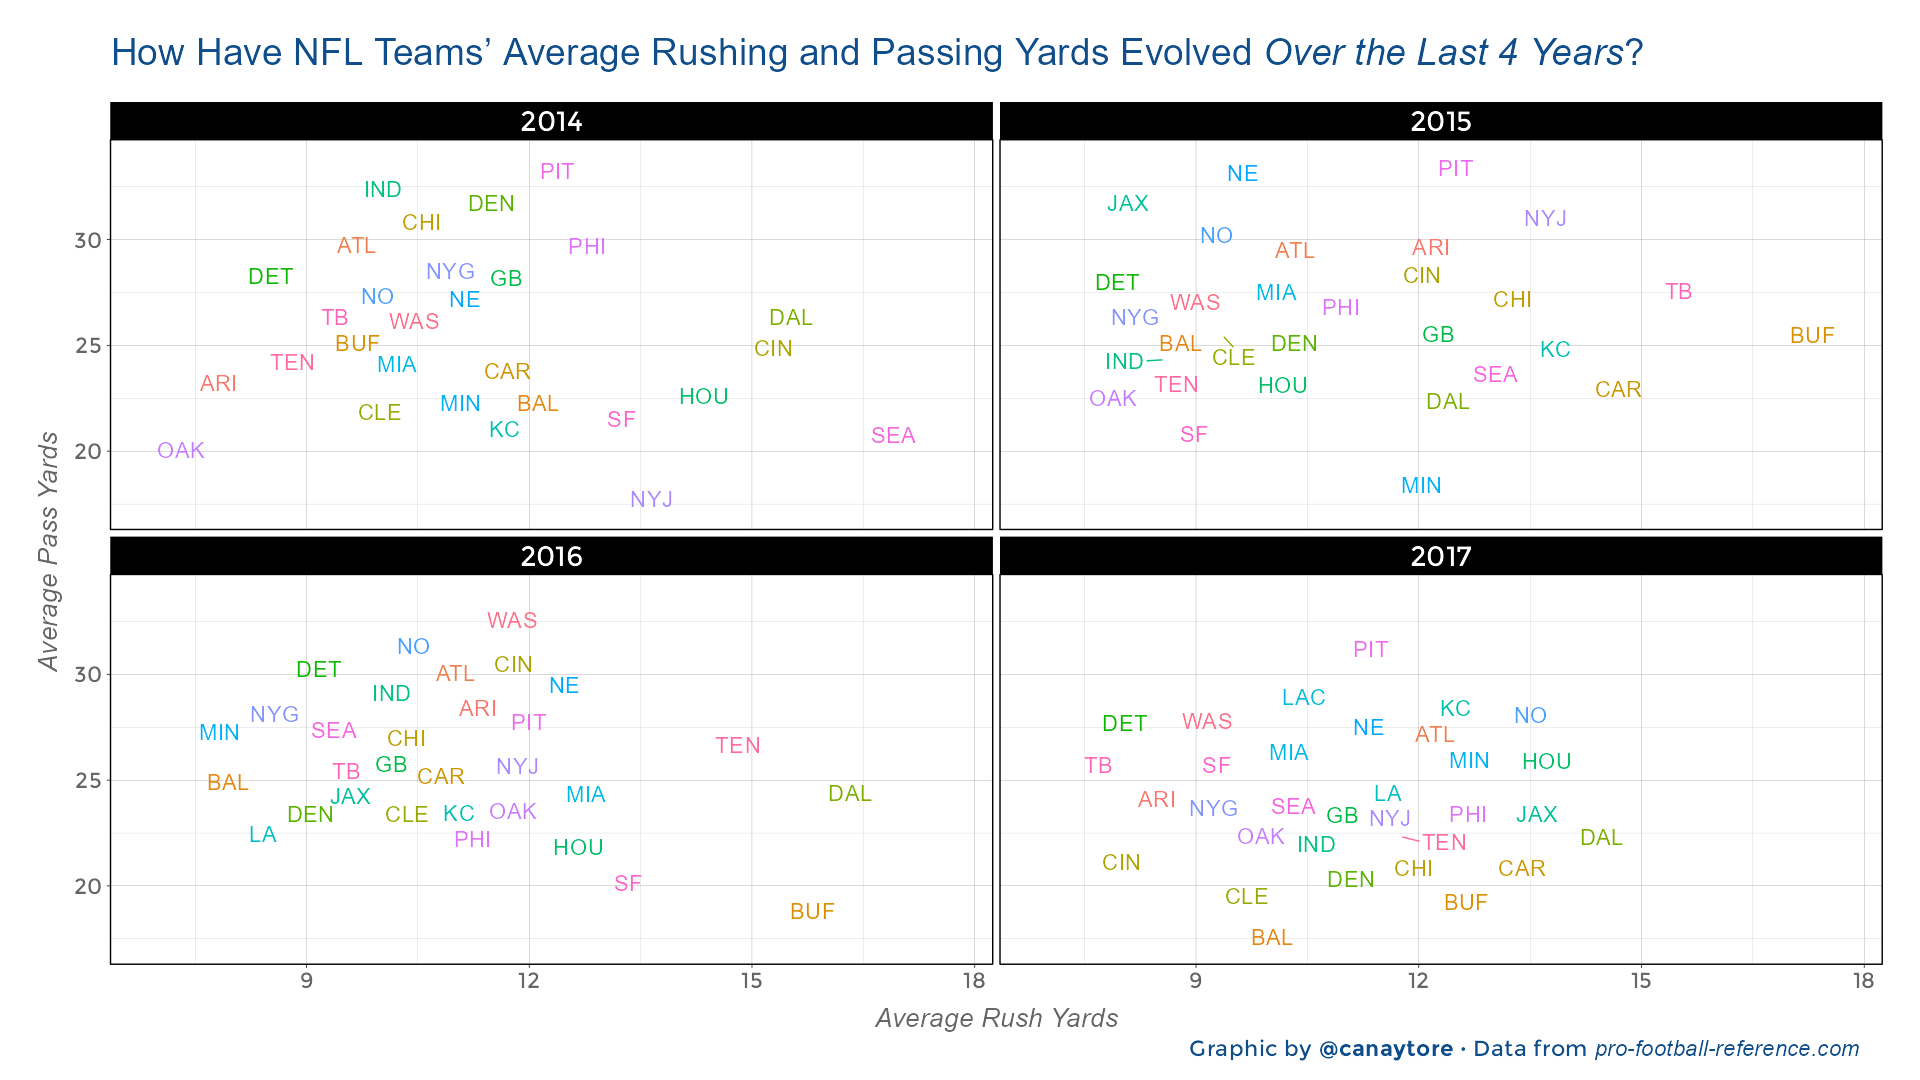 How Have NFL Teams’ Average Rushing and Passing Yards Evolved Over the Last 4 Years?
2014
PIT
IND
DEN
CHI
ATL
PHI
30
DET
NYG
GB
NO
NE
TB
WAS
DAL
BUF
CIN
25
TEN
MIA
CAR
ARI
HOU
MIN
BAL
CLE
SF
KC
SEA
OAK
20
NYJ
2015
PIT
NE
JAX
NYJ
NO
ARI
ATL
CIN
DET
MIA
TB
WAS
CHI
PHI
NYG
GB
BUF
BAL
DEN
KC
CLE
IND
SEA
TEN
HOU
CAR
OAK
DAL
SF
MIN
Average Pass Yards
2016
WAS
NO
CIN
DET
ATL
30
NE
IND
ARI
NYG
PIT
MIN
SEA
CHI
TEN
NYJ
GB
TB
CAR
25
BAL
JAX
MIA
DAL
DEN
CLE
KC
OAK
LA
PHI
HOU
SF
20
BUF
9
12
15
18
2017
PIT
LAC
KC
NO
DET
WAS
NE
ATL
MIA
MIN
HOU
TB
SF
ARI
LA
NYG
SEA
GB
NYJ
PHI
JAX
OAK
IND
TEN
DAL
CIN
CHI
CAR
DEN
CLE
BUF
BAL
9
12
15
18
Average Rush Yards
Graphic by @canaytore · Data from pro-football-reference.com